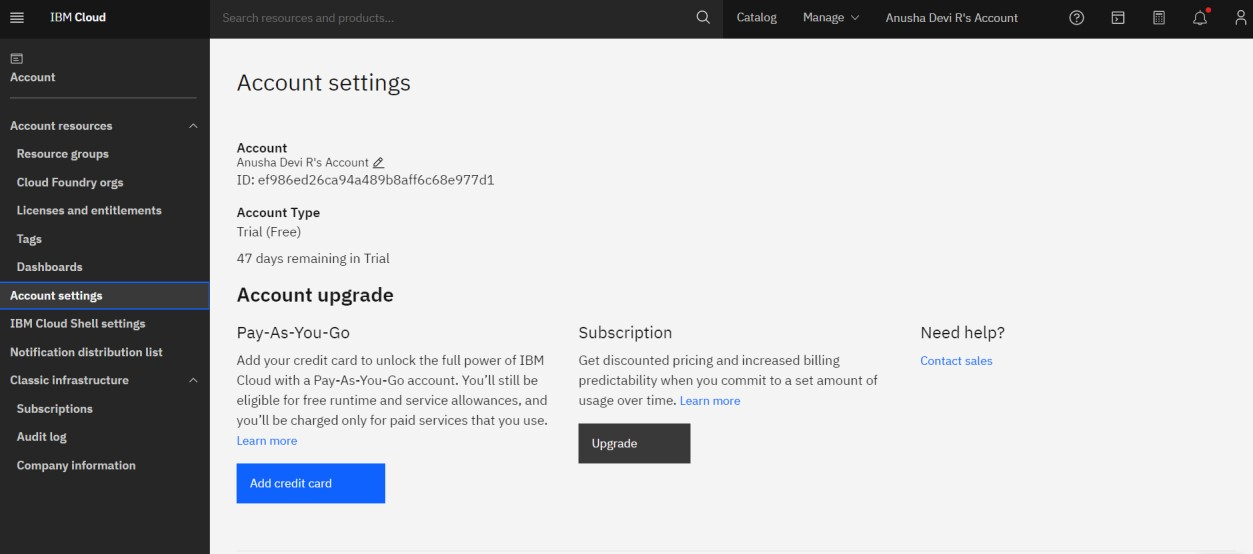 IBM Cloud
Search resources and products...
Catalog
Manage
Anusha Devi R's Account
Account
Account resources
Resource groups
Cloud Foundry orgs
Licenses and entitlements
Tags
Dashboards
Account settings
IBM Cloud Shell settings
Notification distribution list
Classic infrastructure
Subscriptions
Audit log
Company information
Account settings
Account
Anusha Devi R's Account
ID: ef986ed26ca94a489b8aff6c68e977d1
Account Type
Trial (Free)
47 days remaining in Trial
Account upgrade
Pay-As-You-Go
Add your credit card to unlock the full power of IBM
Cloud with a Pay-As-You-Go account. You’ll still be
eligible for free runtime and service allowances, and
you’ll be charged only for paid services that you use.
Learn more
Add credit card
Subscription
Get discounted pricing and increased billing
predictability when you commit to a set amount of
usage over time. Learn more
Upgrade
Need help?
Contact sales